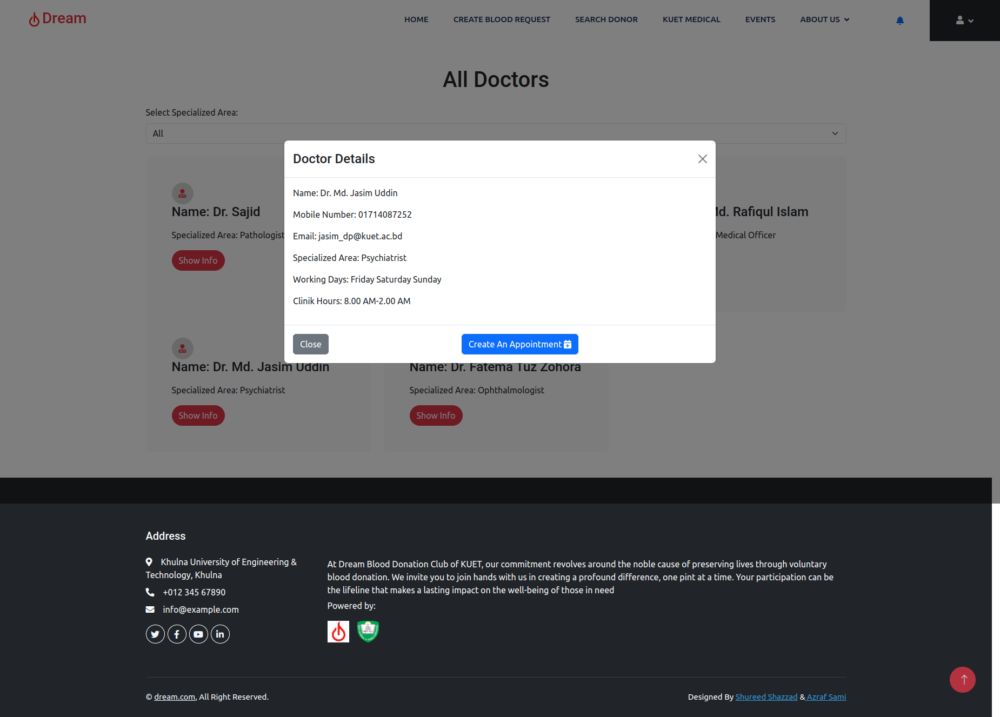 Dream
HOME CREATE BLOOD REQUEST SEARCH DONOR KUET MEDICAL EVENTS ABOUT US
All Doctors
Select Specialized Area:
All
Doctor Details
Name: Dr. Md. Jasim Uddin
Mobile Number: 01714087252
Email: jasim_dp@kuet.ac.bd
Specialized Area: Psychiatrist
Working Days: Friday Saturday Sunday
Clinik Hours: 8.00 AM-2.00 AM
Close
Create An Appointment
Name: Dr. Sajid
Specialized Area: Pathologist
Show Info
Md. Rafiqul Islam
Medical Officer
Name: Dr. Md. Jasim Uddin
Specialized Area: Psychiatrist
Show Info
Name: Dr. Fatema Tuz Zohora
Specialized Area: Ophthalmologist
Show Info
Address
Khulna University of Engineering &
Technology, Khulna
+012 345 67890
info@example.com
At Dream Blood Donation Club of KUET, our commitment revolves around the noble cause of preserving lives through voluntary
blood donation. We invite you to join hands with us in creating a profound difference, one pint at a time. Your participation can be
the lifeline that makes a lasting impact on the well-being of those in need
Powered by:
© dream.com, All Right Reserved.
Designed By Shureed Shazzad & Azraf Sami